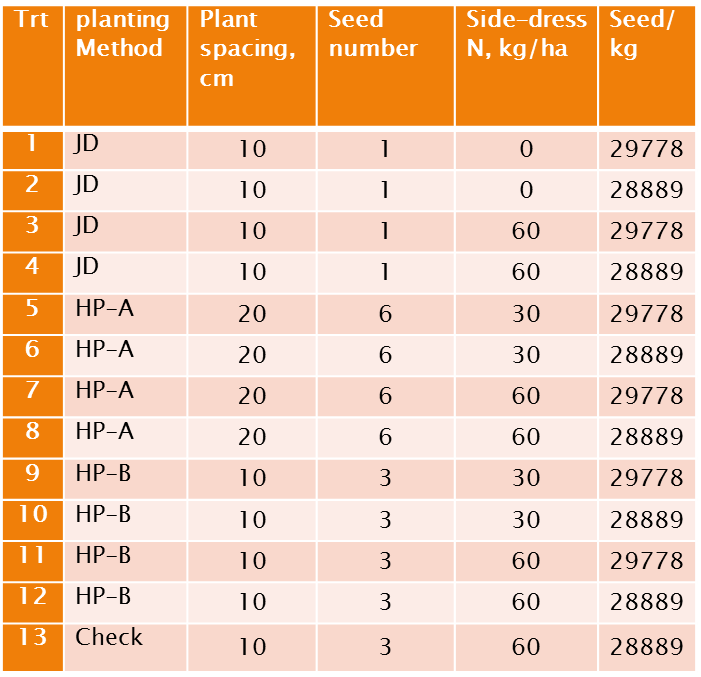 Trt planting Method Plant spacing, cm Seed number Side-dress N, kg/ha Seed/ kg
1 JD 10 1 0 29778
2 JD 10 1 0 28889
3 JD 10 1 60 29778
4 JD 10 1 60 28889
5 HP-A 20 6 30 29778
6 HP-A 20 6 30 28889
7 HP-A 20 6 60 29778
8 HP-A 20 6 60 28889
9 HP-B 10 3 30 29778
10 HP-B 10 3 30 28889
11 HP-B 10 3 60 29778
12 HP-B 10 3 60 28889
13 Check 10 3 60 28889